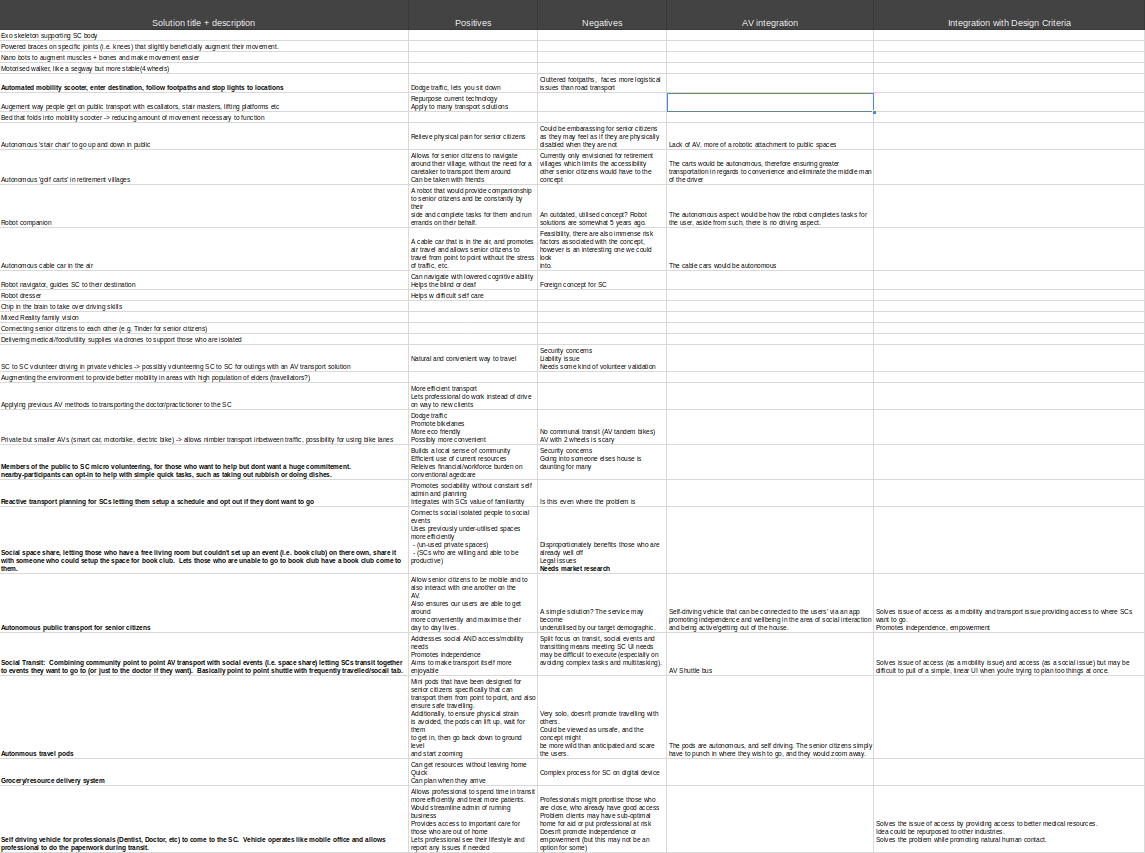 Solution title + description
Positives
Negatives
AV integration
Integration with Design Criteria
Exo skeleton supporting SC body
Powered braces on specific joints (i.e. knees) that slightly beneficially augment their movement.
Nano bots to augment muscles + bones and make movement easier
Motorised walker, like a segway but more stable(4 wheels)
Automated mobility scooter, enter destination, follow footpaths and stop lights to locations
Dodge traffic, lets you sit down
Cluttered footpaths, faces more logistical
issues than road transport
Augement way people get on public transport with escallators, stair masters, lifting platforms etc
Repurpose current technology
Apply to many transport solutions
Bed that folds into mobility scooter -> reducing amount of movement necessary to function
Autonomous 'stair chair' to go up and down in public
Relieve physical pain for senior citizens
Could be embarassing for senior citizens
as they may feel as if they are physically
disabled when they are not
Lack of AV, more of a robotic attachment to public spaces
Autonomous 'golf carts' in retirement villages
Allows for senior citizens to navigate
around their village, without the need for a
caretaker to transport them around
Can be taken with friends
Currently only envisioned for retirement
villages which limits the accessibility
other senior citizens would have to the
concept
The carts would be autonomous, therefore ensuring greater
transportation in regards to convenience and eliminate the middle man
of the driver
Robot companion
A robot that would provide companionship
to senior citizens and be constantly by
their
side and complete tasks for them and run
errands on their behalf.
An outdated, utilised concept? Robot
solutions are somewhat 5 years ago.
The autonomous aspect would be how the robot completes tasks for
the user, aside from such, there is no driving aspect.
Autonomous cable car in the air
A cable car that is in the air, and promotes
air travel and allows senior citizens to
travel from point to point without the stress
of traffic, etc.
Feasibility, there are also immense risk
factors associated with the concept,
however is an interesting one we could
look
into.
The cable cars would be autonomous
Robot navigator, guides SC to their destination
Can navigate with lowered cognitive ability
Helps the blind or deaf
Foreign concept for SC
Robot dresser
Helps w difficult self care
Chip in the brain to take over driving skills
Mixed Reality family vision
Connecting senior citizens to each other (e.g. Tinder for senior citizens)
Delivering medical/food/utility supplies via drones to support those who are isolated
SC to SC volunteer driving in private vehicles -> possibly volunteering SC to SC for outings with an AV transport solution
Natural and convenient way to travel
Security concerns
Liability issue
Needs some kind of volunteer validation
Augmenting the environment to provide better mobility in areas with high population of elders (travellators?)
Applying previous AV methods to transporting the doctor/practictioner to the SC
More efficient transport
Lets professional do work instead of drive
on way to new clients
Private but smaller AVs (smart car, motorbike, electric bike) -> allows nimbler transport inbetween traffic, possibility for using bike lanes
Dodge traffic
Promote bikelanes
More eco friendly
Possibly more convenient
No communal transit (AV tandem bikes)
AV with 2 wheels is scary
Members of the public to SC micro volunteering, for those who want to help but dont want a huge commitement.
nearby-participants can opt-in to help with simple quick tasks, such as taking out rubbish or doing dishes.
Builds a local sense of community
Efficient use of current resources
Releives financial/workforce burden on
conventional agedcare
Security concerns
Going into someone elses house is
daunting for many
Reactive transport planning for SCs letting them setup a schedule and opt out if they dont want to go
Promotes sociability without constant self
admin and planning
Integrates with SCs value of familiartity
Is this even where the problem is
Social space share, letting those who have a free living room but couldn't set up an event (i.e. book club) on there own, share it
with someone who could setup the space for book club. Lets those who are unable to go to book club have a book club come to
them.
Connects social isolated people to social
events
Uses previously under-utilised spaces
more efficiently
- (un-used private spaces)
- (SCs who are willing and able to be
productive)
Disproportionately benefits those who are
already well off
Legal issues
Needs market research
Autonomous public transport for senior citizens
Allow senior citizens to be mobile and to
also interact with one another on the
AV.
Also ensures our users are able to get
around
more conveniently and maximise their
day to day lives.
A simple solution? The service may
become
underutilised by our target demographic.
Self-driving vehicle that can be connected to the users' via an app
promoting independence and wellbeing in the area of social interaction
and being active/getting out of the house.
Solves issue of access as a mobility and transport issue providing access to where SCs
want to go.
Promotes independence, empowerment
Social Transit: Combining community point to point AV transport with social events (i.e. space share) letting SCs transit together
to events they want to go to (or just to the doctor if they want). Basically point to point shuttle with frequently travelled/socail tab.
Addresses social AND access/mobility
needs
Promotes independence
Aims to make transport itself more
enjoyable
Split focus on transit, social events and
transitting means meeting SC UI needs
may be difficult to execute (especially on
avoiding complex tasks and multitasking).
AV Shuttle bus
Solves issue of access (as a mobility issue) and access (as a social issue) but may be
difficult to pull of a simple, linear UI when you're trying to plan too things at once.
Autonmous travel pods
Mini pods that have been designed for
senior citizens specifically that can
transport them from point to point, and also
ensure safe travelling.
Additionally, to ensure physical strain
is avoided, the pods can lift up, wait for
them
to get in, then go back down to ground
level
and start zooming
Very solo, doesn't promote travelling with
others.
Could be viewed as unsafe, and the
concept might
be more wild than anticipated and scare
the users.
The pods are autonomous, and self driving. The senior citizens simply
have to punch in where they wish to go, and they would zoom away.
Grocery/resource delivery system
Can get resources without leaving home
Quick
Can plan when they arrive
Complex process for SC on digital device
Self driving vehicle for professionals (Dentist, Doctor, etc) to come to the SC. Vehicle operates like mobile office and allows
professional to do the paperwork during transit.
Allows professional to spend time in transit
more efficiently and treat more patients.
Would streamline admin of running
business
Provides access to important care for
those who are out of home
Lets professional see their lifestyle and
report any issues if needed
Professionals might prioritise those who
are close, who already have good access
Problem clients may have sub-optimal
home for aid or put professional at risk
Doesn't promote independence or
empowerment (but this may not be an
option for some)
Solves the issue of access by providing access to better medical resources.
Idea could be repurposed to other industries.
Solves the problem while promoting natural human contact.